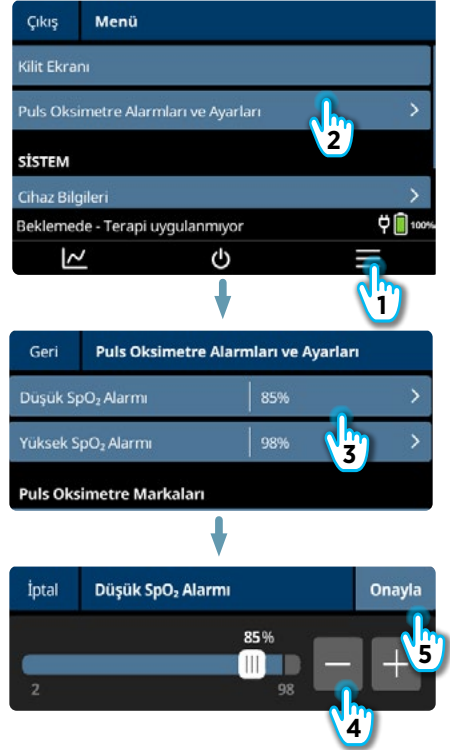 Çıkış Menü
Kilit Ekranı
Puls Oksimetre Alarmları ve Ayarları
2
SİSTEM
Cihaz Bilgileri
Beklemede - Terapi uygulanmıyor 100%
1
Geri Puls Oksimetre Alarmları ve Ayarları
Düşük SpO₂ Alarmı 85%
Yüksek SpO₂ Alarmı 98%
3
Puls Oksimetre Markaları
İptal Düşük SpO₂ Alarmı Onayla
85%
5
2 98
4